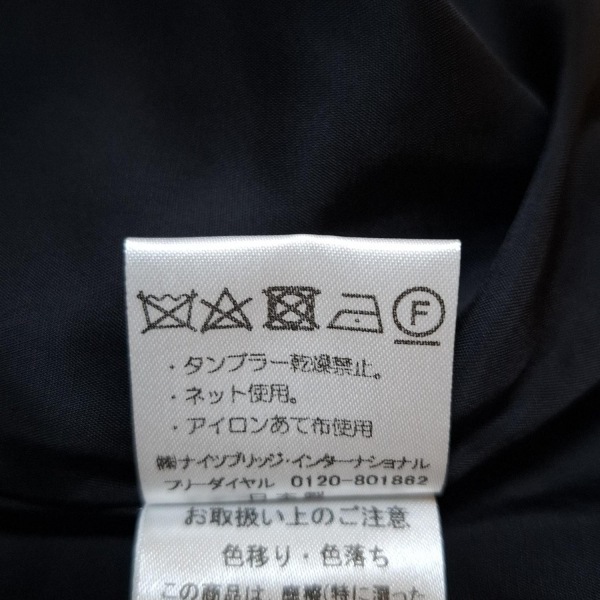 F
・タンブラー乾燥禁止。
・ネット使用。
・アイロンあて布使用
㈱ナイツブリッジ・インターナショナル
フリーダイヤル 0120-801862
日本製
お取扱い上のご注意
色移り・色落ち
この商品は、摩擦(特に湿った